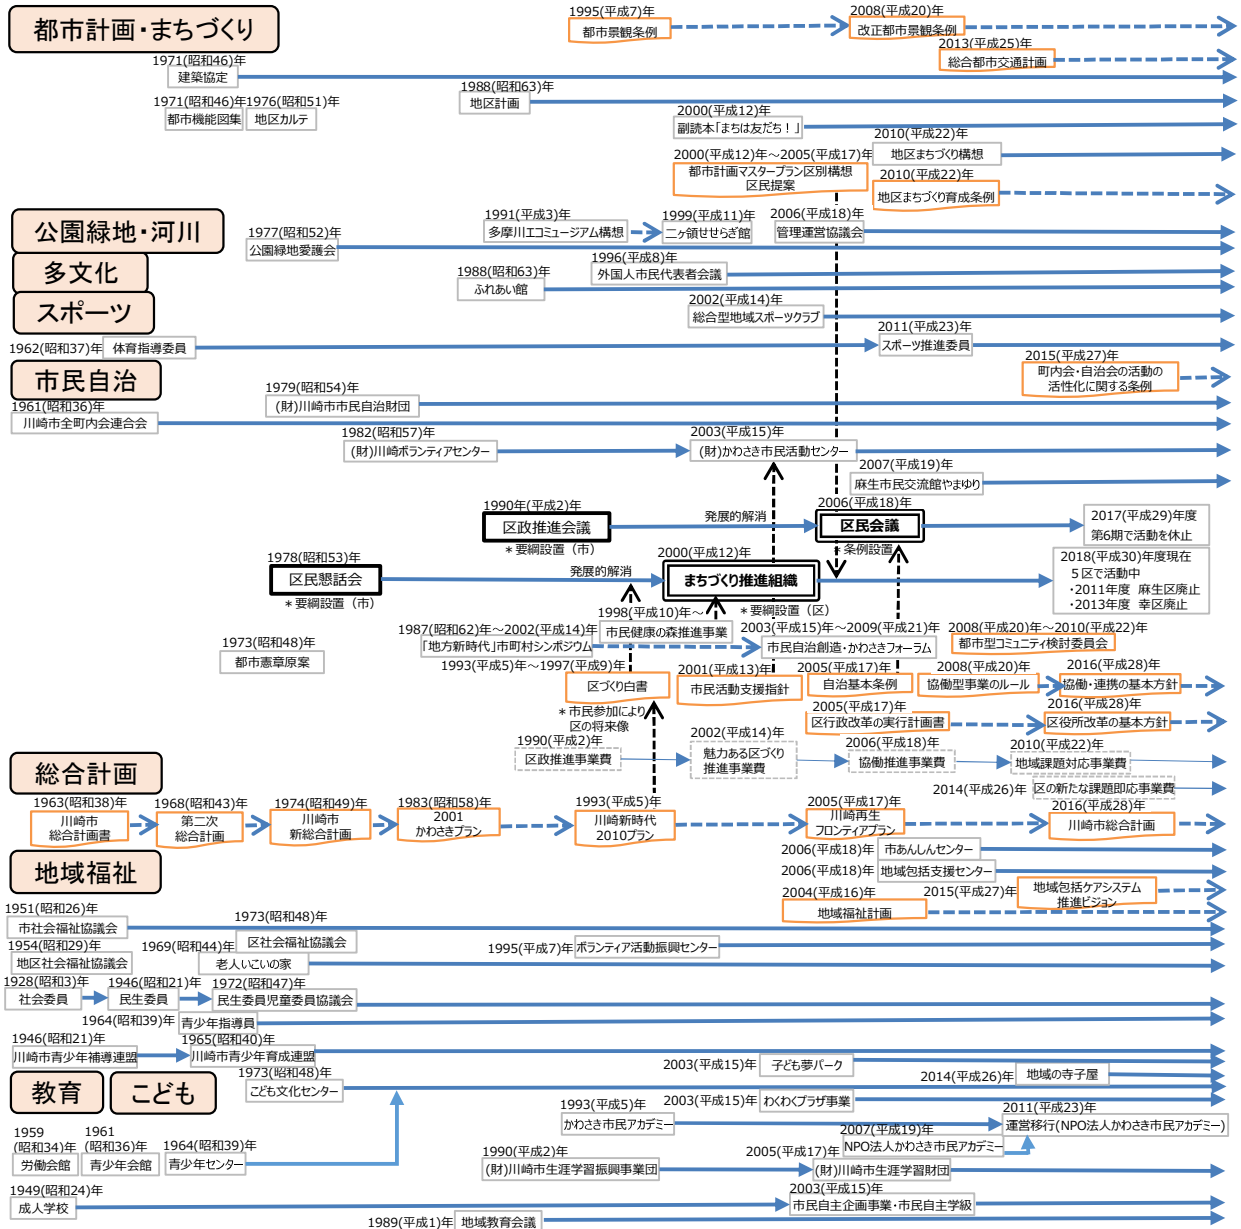 都市計画・まちづくり
1995(平成7)年
都市景観条例
2008(平成20)年
改正都市景観条例
2013(平成25)年
総合都市交通計画
1971(昭和46)年
建築協定
1988(昭和63)年
地区計画
1971(昭和46)年
都市機能図集
1976(昭和51)年
地区カルテ
2000(平成12)年
副読本「まちは友だち！」
2010(平成22)年
地区まちづくり構想
2000(平成12)年～2005(平成17)年
都市計画マスタープラン区別構想
区民提案
2010(平成22)年
地区まちづくり育成条例
公園緑地・河川
1991(平成3)年
多摩川エコミュージアム構想
1999(平成11)年
二ヶ領せせらぎ館
2006(平成18)年
管理運営協議会
1977(昭和52)年
公園緑地愛護会
多文化
1996(平成8)年
外国人市民代表者会議
1988(昭和63)年
ふれあい館
スポーツ
2002(平成14)年
総合型地域スポーツクラブ
1962(昭和37)年
体育指導委員
2011(平成23)年
スポーツ推進委員
市民自治
2015(平成27)年
町内会・自治会の活動の
活性化に関する条例
1979(昭和54)年
(財)川崎市市民自治財団
1961(昭和36)年
川崎市全町内会連合会
1982(昭和57)年
(財)川崎ボランティアセンター
2003(平成15)年
(財)かわさき市民活動センター
2007(平成19)年
麻生市民交流館やまゆり
1990年(平成2)年
区政推進会議
＊要綱設置（市）
発展的解消
2006(平成18)年
区民会議
＊条例設置
2017(平成29)年度
第6期で活動を休止
1978(昭和53)年
区民懇話会
＊要綱設置（市）
発展的解消
2000(平成12)年
まちづくり推進組織
＊要綱設置（区）
2018(平成30)年度現在
５区で活動中
・2011年度 麻生区廃止
・2013年度 幸区廃止
1998(平成10)年～
市民健康の森推進事業
1987(昭和62)年～2002(平成14)年
「地方新時代」市町村シンポジウム
2003(平成15)年～2009(平成21)年
市民自治創造・かわさきフォーラム
2008(平成20)年～2010(平成22)年
都市型コミュニティ検討委員会
1973(昭和48)年
都市憲章原案
1993(平成5)年～1997(平成9)年
区づくり白書
＊市民参加により
区の将来像
2001(平成13)年
市民活動支援指針
2005(平成17)年
自治基本条例
2008(平成20)年
協働型事業のルール
2016(平成28)年
協働・連携の基本方針
2005(平成17)年
区行政改革の実行計画書
2016(平成28)年
区役所改革の基本方針
1990(平成2)年
区政推進事業費
2002(平成14)年
魅力ある区づくり
推進事業費
2006(平成18)年
協働推進事業費
2010(平成22)年
地域課題対応事業費
2014(平成26)年
区の新たな課題即応事業費
総合計画
1963(昭和38)年
川崎市
総合計画書
1968(昭和43)年
第二次
総合計画
1974(昭和49)年
川崎市
新総合計画
1983(昭和58)年
2001
かわさきプラン
1993(平成5)年
川崎新時代
2010プラン
2005(平成17)年
川崎再生
フロンティアプラン
2016(平成28)年
川崎市総合計画
2006(平成18)年
市あんしんセンター
地域福祉
2006(平成18)年
地域包括支援センター
2004(平成16)年
地域福祉計画
2015(平成27)年
地域包括ケアシステム
推進ビジョン
1951(昭和26)年
市社会福祉協議会
1973(昭和48)年
区社会福祉協議会
1995(平成7)年
ボランティア活動振興センター
1954(昭和29)年
地区社会福祉協議会
1969(昭和44)年
老人いこいの家
1928(昭和3)年
社会委員
1946(昭和21)年
民生委員
1972(昭和47)年
民生委員児童委員協議会
1964(昭和39)年
青少年指導員
1946(昭和21)年
川崎市青少年補導連盟
1965(昭和40)年
川崎市青少年育成連盟
教育
こども
1973(昭和48)年
こども文化センター
2003(平成15)年
子ども夢パーク
2014(平成26)年
地域の寺子屋
2003(平成15)年
わくわくプラザ事業
1993(平成5)年
かわさき市民アカデミー
2011(平成23)年
運営移行(NPO法人かわさき市民アカデミー)
2007(平成19)年
NPO法人かわさき市民アカデミー
1959
(昭和34)年
労働会館
1961
(昭和36)年
青少年会館
1964(昭和39)年
青少年センター
1990(平成2)年
(財)川崎市生涯学習振興事業団
2005(平成17)年
(財)川崎市生涯学習財団
1949(昭和24)年
成人学校
2003(平成15)年
市民自主企画事業・市民自主学級
1989(平成1)年
地域教育会議